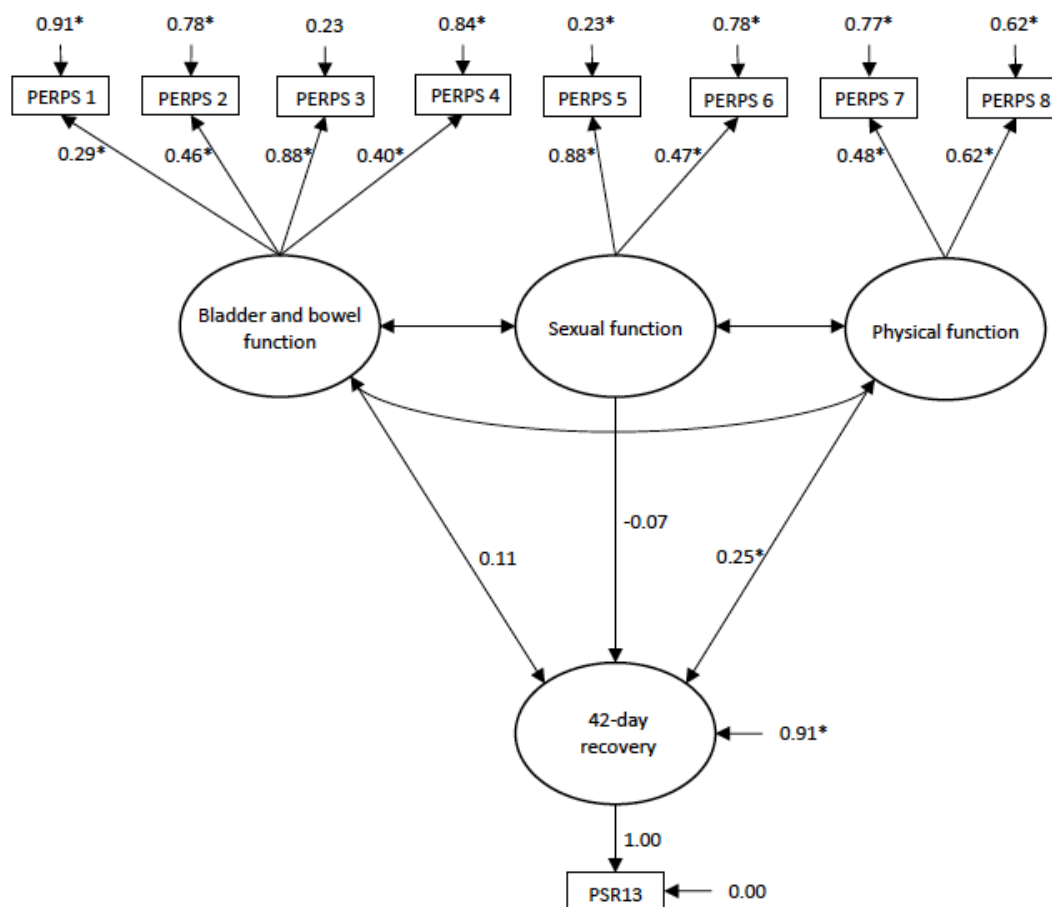 0.91* 0.78* 0.23 0.84* 0.23* 0.78* 0.77* 0.62*
PERPS 1 PERPS 2 PERPS 3 PERPS 4 PERPS 5 PERPS 6 PERPS 7 PERPS 8
0.29* 0.46* 0.88* 0.40* 0.88* 0.47* 0.48* 0.62*
Bladder and bowel
function
Sexual function
Physical function
-0.07
0.11
0.25*
42-day
recovery
0.91*
1.00
PSR13
0.00